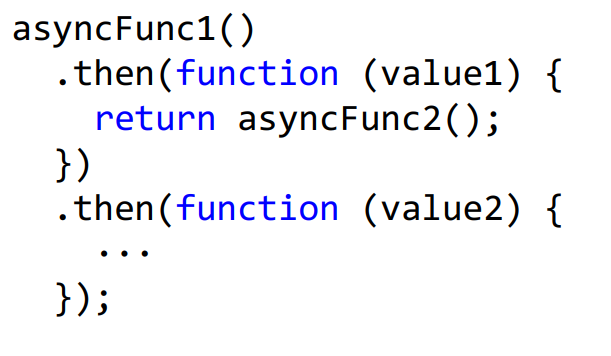 asyncFunc1()
  .then(function (value1) {
    return asyncFunc2();
  })
  .then(function (value2) {
    ...
  });